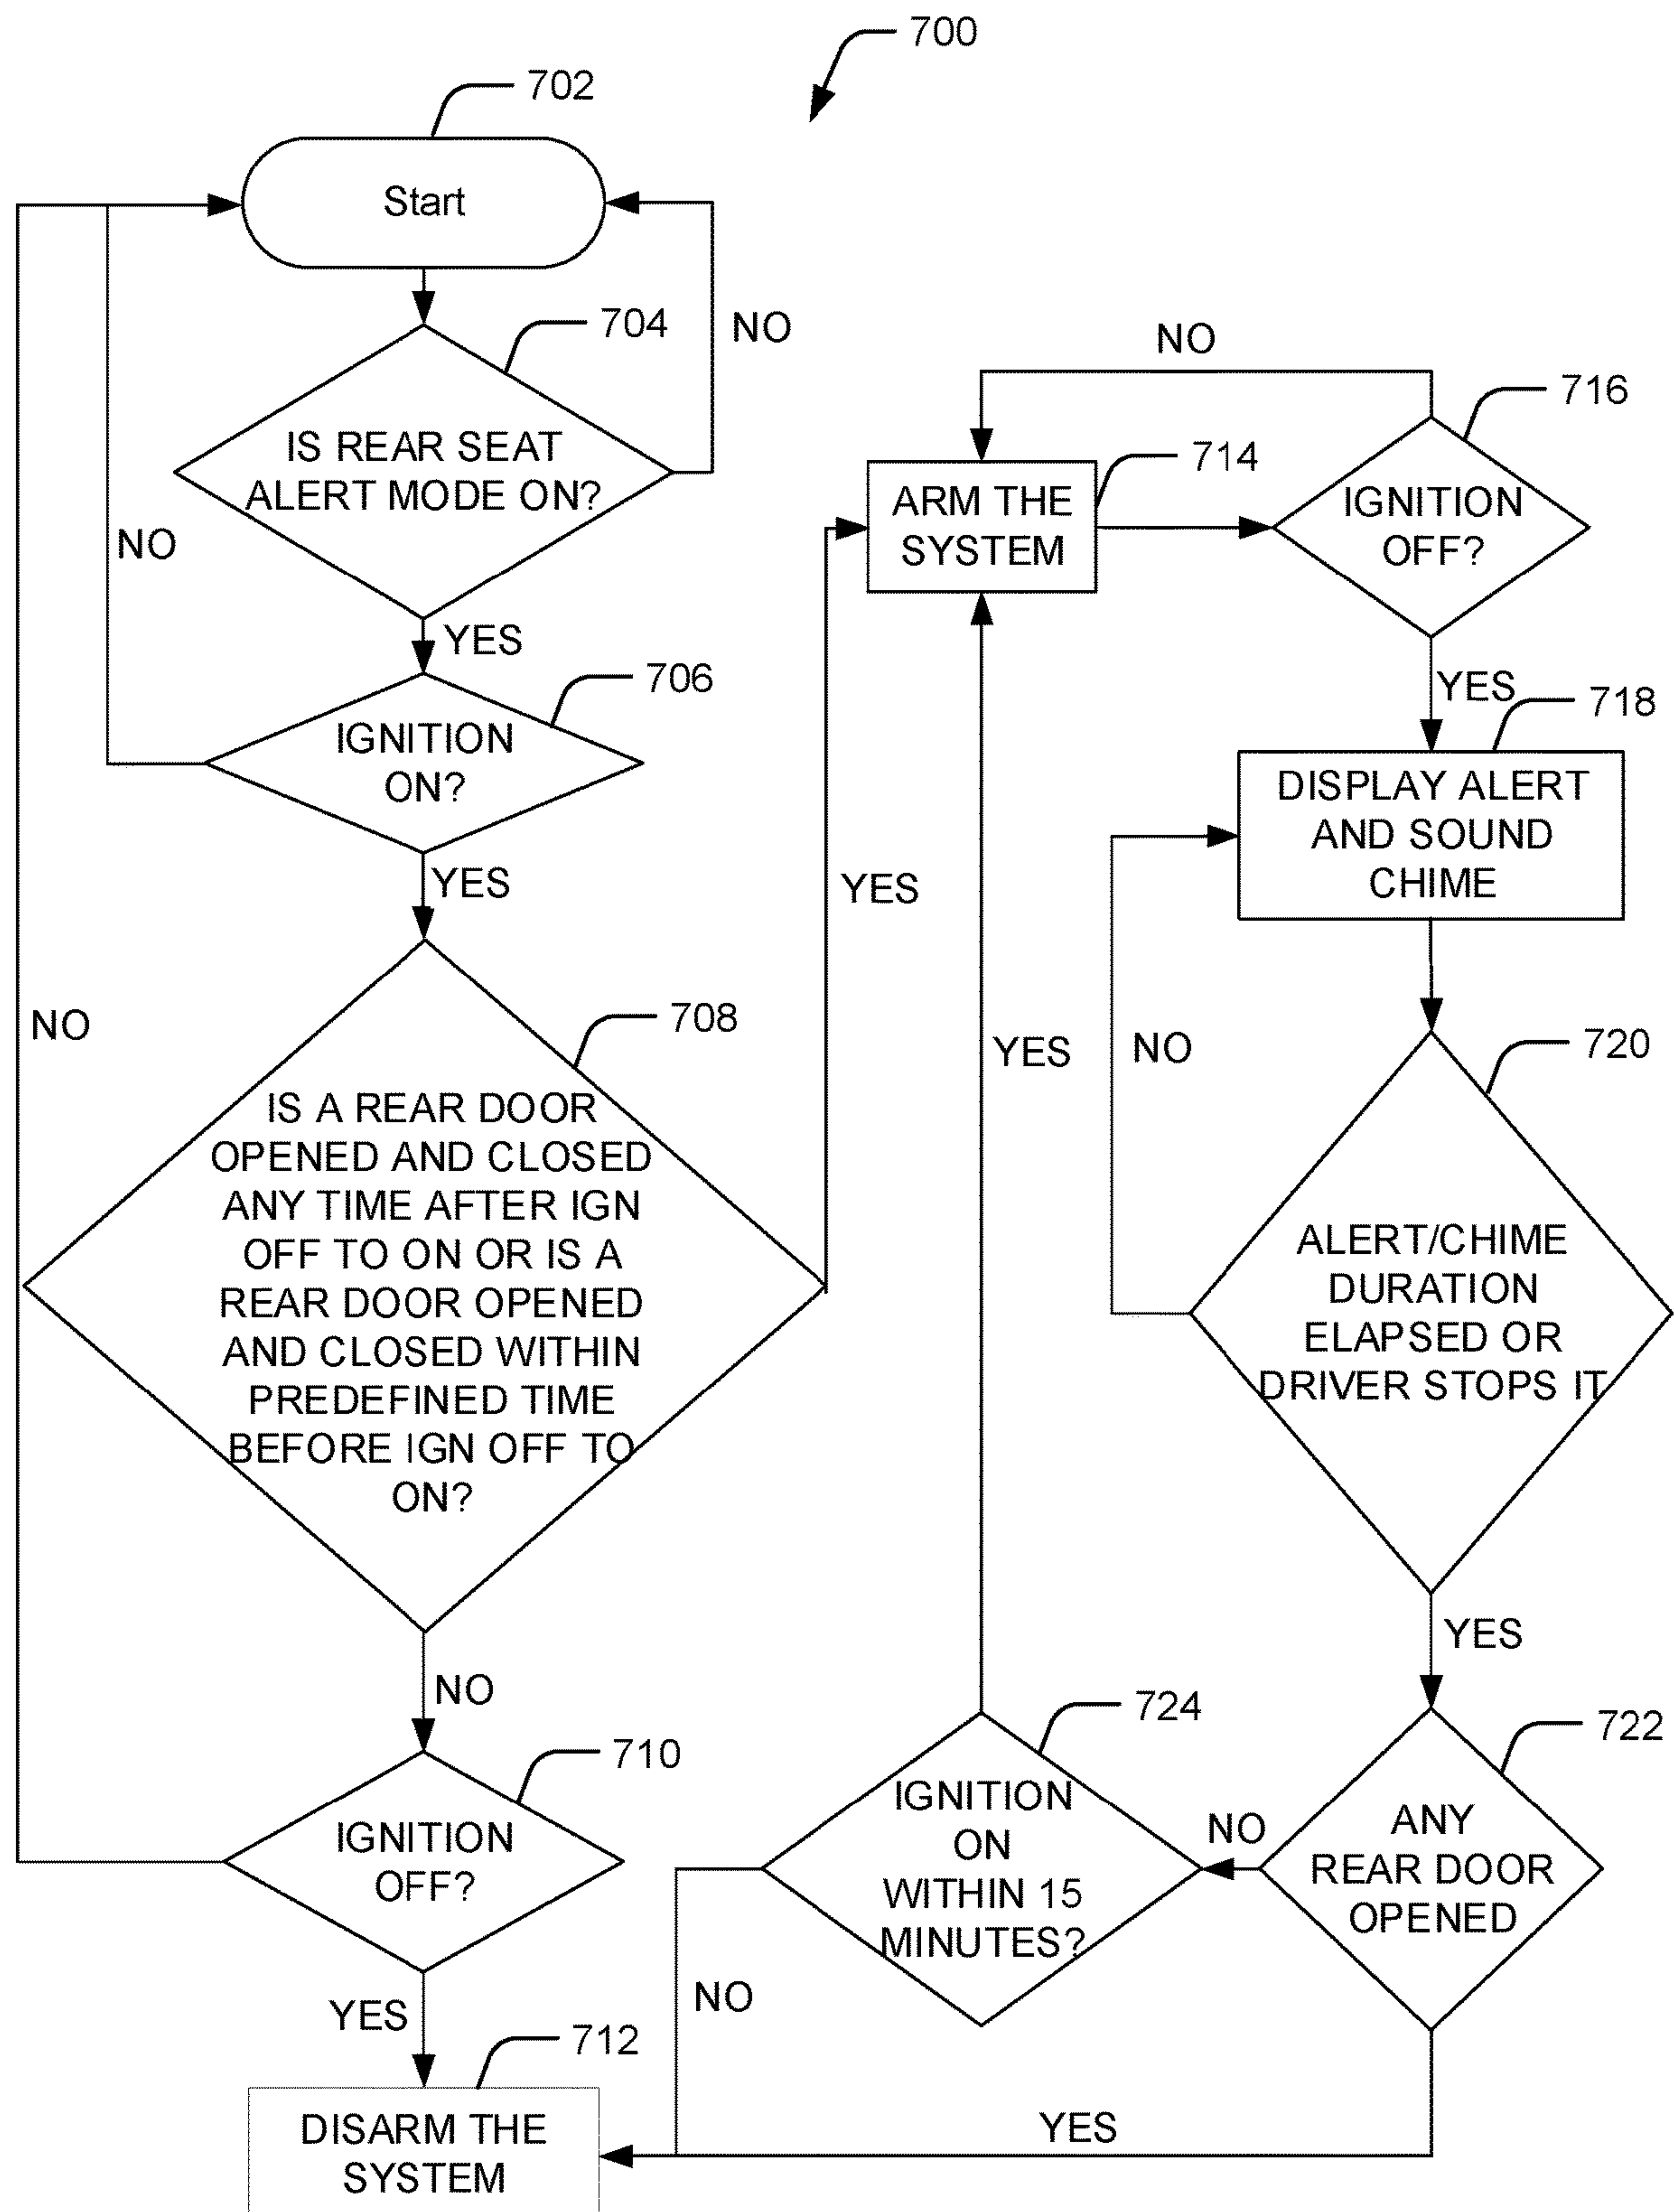 700
702
Start
704
NO
IS REAR SEAT
ALERT MODE ON?
NO
YES
706
IGNITION
ON?
YES
NO
708
IS A REAR DOOR
OPENED AND CLOSED
ANY TIME AFTER IGN
OFF TO ON OR IS A
REAR DOOR OPENED
AND CLOSED WITHIN
PREDEFINED TIME
BEFORE IGN OFF TO
ON?
YES
NO
710
IGNITION
OFF?
YES
712
DISARM THE
SYSTEM
NO
716
714
ARM THE
SYSTEM
IGNITION
OFF?
YES
718
DISPLAY ALERT
AND SOUND
CHIME
YES
NO
720
ALERT/CHIME
DURATION
ELAPSED OR
DRIVER STOPS IT
YES
724
722
IGNITION
ON
WITHIN 15
MINUTES?
NO
ANY
REAR DOOR
OPENED
NO
YES